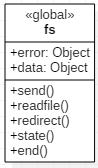 «global»
fs
+error: Object
+data: Object
+send()
+readfile()
+redirect()
+state()
+end()